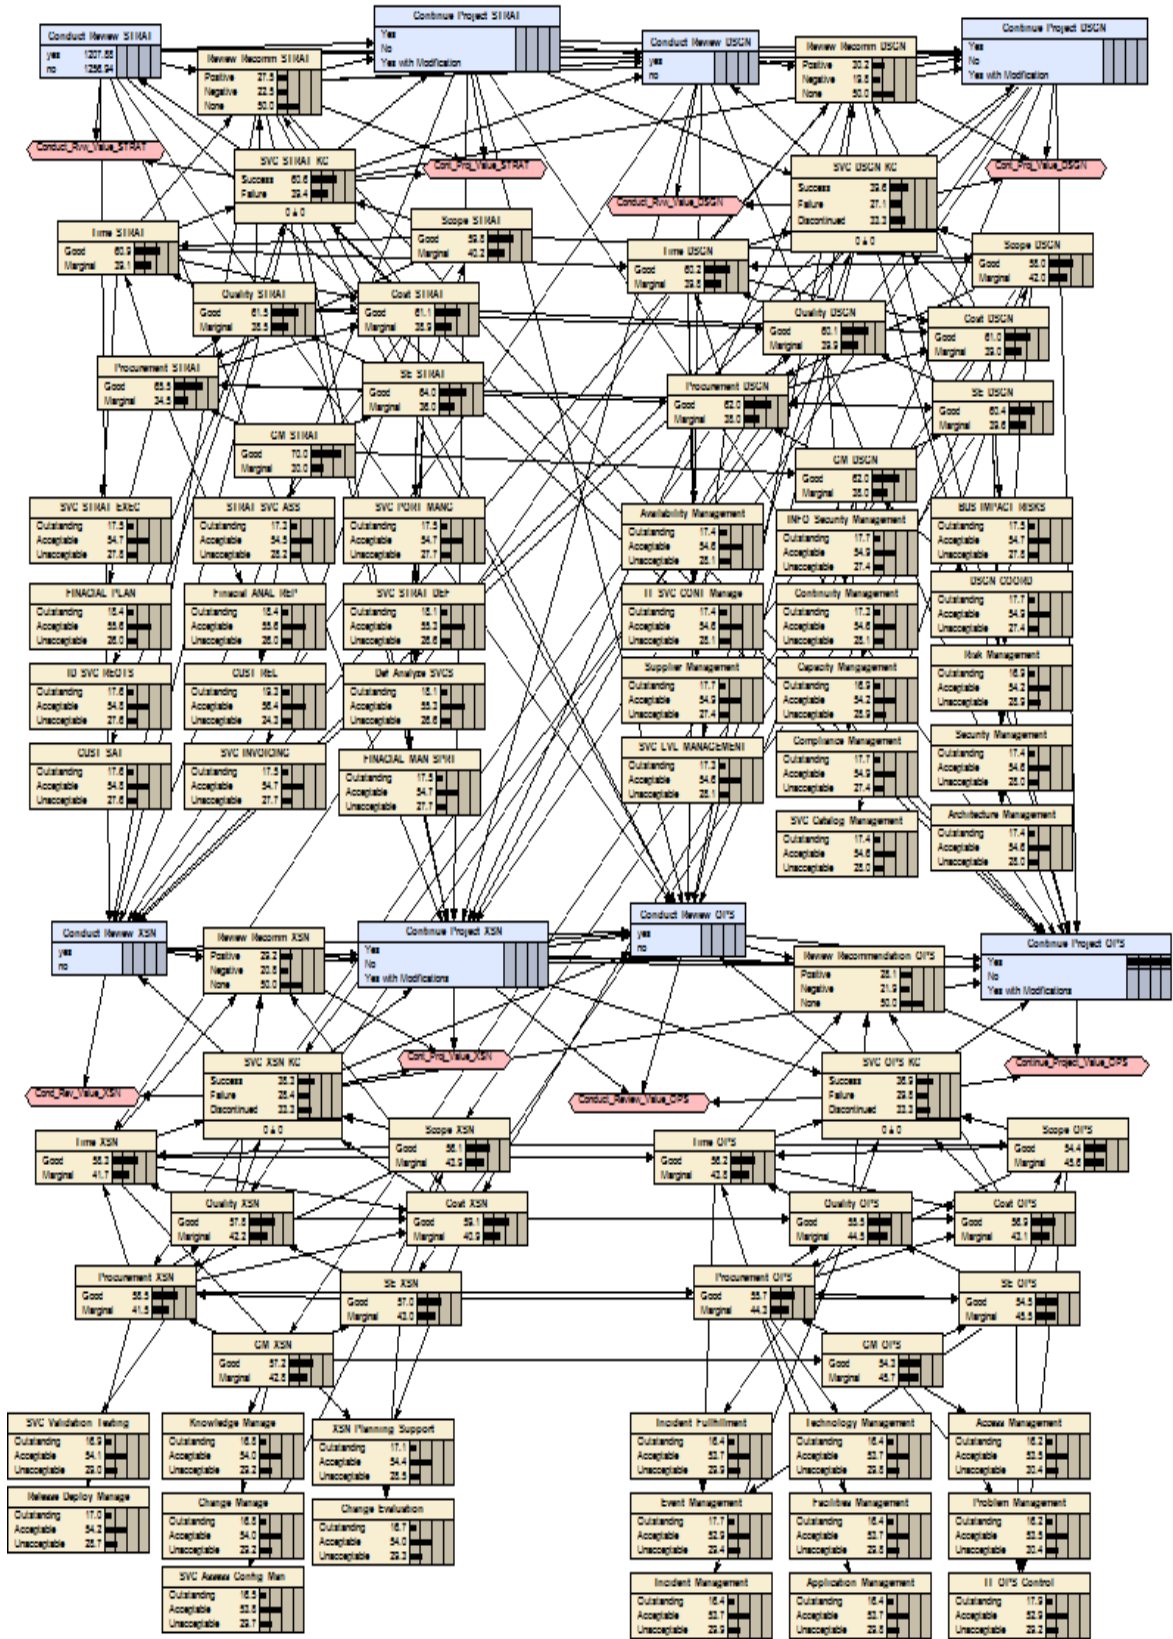 Conduct Review STRAT
yes 1207.88
no 1256.94
Review Recomm STRAT
Positive 27.5
Negative 22.5
None 50.0
Continue Project STRAT
Yes
No
Yes with Modification
Conduct Review DSGN
yes
no
Review Recomm DSGN
Positive 30.2
Negative 19.8
None 50.0
Continue Project DSGN
Yes
No
Yes with Modification
Conduct_Rvw_Value_STRAT
SVC STRAT KC
Success
Failure
0 ± 0
Cont_Proj_Value_STRAT
Conduct_Rvw_Value_DSGN
SVC DSGN KC
Success
Failure 27.1
Discontinued 33.3
0 ± 0
Cont_Proj_Value_DSGN
Time STRAT
Good 60.9
Marginal
Scope STRAT
Good 59.8
Marginal 40.2
Time DSGN
Good 60.2
Marginal
Scope DSGN
Good 58.0
Marginal 42.0
Quality STRAT
Good 61.5
Marginal 38.5
Cost STRAT
Good 61.1
Marginal 38.9
Quality DSGN
Good 60.1
Marginal 39.9
Cost DSGN
Good 61.0
Marginal 39.0
Procurement STRAT
Good 65.5
Marginal 34.5
SE STRAT
Good 64.0
Marginal 36.0
Procurement DSGN
Good 62.0
Marginal 38.0
SE DSGN
Good 60.4
Marginal 39.6
CM STRAT
Good 70.0
Marginal 30.0
CM DSGN
Good 62.0
Marginal 38.0
SVC STRAT EXEC
Outstanding 17.5
Acceptable 54.7
Unacceptable 27.8
STRAT SVC ASS
Outstanding 17.3
Acceptable 54.5
Unacceptable 28.2
SVC PORT MANG
Outstanding 17.5
Acceptable 54.7
Unacceptable 27.7
Availability Management
Outstanding 17.4
Acceptable 54.6
Unacceptable 28.1
INFO Security Management
Outstanding 17.7
Acceptable 54.9
Unacceptable 27.4
BUS IMPACT RISKS
Outstanding 17.5
Acceptable 54.7
Unacceptable 27.8
FINACIAL PLAN
Outstanding 18.4
Acceptable 55.6
Unacceptable 26.0
Finacial ANAL REP
Outstanding 18.4
Acceptable 55.6
Unacceptable 26.0
SVC STRAT DEF
Outstanding 18.1
Acceptable 55.3
Unacceptable 26.6
IT SVC CONT Manage
Outstanding 17.4
Acceptable 54.6
Unacceptable 28.1
Continuity Management
Outstanding 17.3
Acceptable 54.6
Unacceptable 28.1
DSGN COORD
Outstanding 17.7
Acceptable 54.9
Unacceptable 27.4
ID SVC REQTS
Outstanding 17.6
Acceptable 54.8
Unacceptable 27.6
CUST REL
Outstanding 19.3
Acceptable 56.4
Unacceptable 24.3
Def Analyze SVCS
Outstanding 18.1
Acceptable 55.3
Unacceptable 26.6
Supplier Management
Outstanding 17.7
Acceptable 54.9
Unacceptable 27.4
Capacity Mangagement
Outstanding 16.9
Acceptable 54.2
Unacceptable 28.9
Risk Management
Outstanding 16.9
Acceptable 54.2
Unacceptable 28.9
CUST SAT
Outstanding 17.6
Acceptable 54.8
Unacceptable 27.6
SVC INVOICING
Outstanding 17.5
Acceptable 54.7
Unacceptable 27.7
FINACIAL MAN SPRT
Outstanding 17.5
Acceptable 54.7
Unacceptable 27.7
SVC LVL MANAGEMENT
Outstanding 17.3
Acceptable 54.6
Unacceptable 28.1
Compliance Management
Outstanding 17.7
Acceptable 54.9
Unacceptable 27.4
Security Management
Outstanding 17.4
Acceptable 54.6
Unacceptable 28.0
SVC Catalog Management
Outstanding 17.4
Acceptable 54.6
Unacceptable 28.0
Architecture Management
Outstanding 17.4
Acceptable 54.6
Unacceptable 28.0
Conduct Review XSN
yes
no
Review Recomm XSN
Positive 29.2
Negative 20.8
None 50.0
Continue Project XSN
Yes
No
Yes with Modifications
Conduct Review OPS
yes
no
Review Recommendation OPS
Positive 28.1
Negative 21.9
None 50.0
Continue Project OPS
Yes
No
Yes with Modifications
Cond_Rev_Value_XSN
SVC XSN KC
Success 38.3
Failure 28.4
Discontinued 33.3
0 ± 0
Cont_Proj_Value_XSN
Conduct_Review_Value_OPS
SVC OPS KC
Success 36.9
Failure 29.8
Discontinued 33.3
0 ± 0
Continue_Project_Value_OPS
Time XSN
Good 58.3
Marginal 41.7
Scope XSN
Good 56.1
Marginal 43.9
Time OPS
Good 56.2
Marginal 43.8
Scope OPS
Good 54.4
Marginal 45.6
Quality XSN
Good 57.8
Marginal 42.2
Cost XSN
Good 59.1
Marginal 40.9
Quality OPS
Good 55.5
Marginal 44.5
Cost OPS
Good 56.9
Marginal 43.1
Procurement XSN
Good 58.5
Marginal 41.5
SE XSN
Good 57.0
Marginal 43.0
Procurement OPS
Good 55.7
Marginal 44.3
SE OPS
Good 54.5
Marginal 45.5
CM XSN
Good 57.2
Marginal 42.8
CM OPS
Good 54.3
Marginal 45.7
SVC Validation Testing
Outstanding 16.9
Acceptable 54.1
Unacceptable 29.0
Knowledge Manage
Outstanding 16.8
Acceptable 54.0
Unacceptable 29.2
XSN Planning Support
Outstanding 17.1
Acceptable 54.4
Unacceptable 28.5
Incident Fullfillment
Outstanding 16.4
Acceptable 53.7
Unacceptable 29.9
Technology Management
Outstanding 16.4
Acceptable 53.7
Unacceptable 29.8
Access Management
Outstanding 16.2
Acceptable 53.5
Unacceptable 30.4
Release Deploy Manage
Outstanding 17.0
Acceptable 54.2
Unacceptable 28.7
Change Manage
Outstanding 16.8
Acceptable 54.0
Unacceptable 29.2
Change Evaluation
Outstanding 16.7
Acceptable 54.0
Unacceptable 29.3
Event Management
Outstanding 17.7
Acceptable 52.9
Unacceptable 29.4
Facilities Management
Outstanding 16.4
Acceptable 53.7
Unacceptable 29.8
Problem Management
Outstanding 16.2
Acceptable 53.5
Unacceptable 30.4
SVC Assess Config Man
Outstanding 16.5
Acceptable 53.8
Unacceptable 29.7
Incident Management
Outstanding 16.4
Acceptable 53.7
Unacceptable 29.9
Application Management
Outstanding 16.4
Acceptable 53.7
Unacceptable 29.8
IT OPS Control
Outstanding 17.9
Acceptable 52.9
Unacceptable 29.2